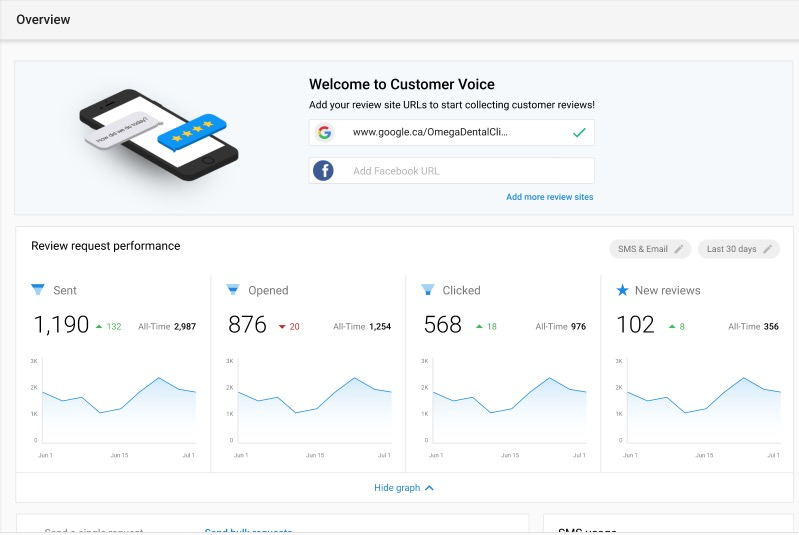 Overview
How did we do today?
Welcome to Customer Voice
Add your review site URLs to start collecting customer reviews!
www.google.ca/OmegaDentalCli...
Add Facebook URL
Add more review sites
Review request performance
SMS & Email
Last 30 days
Sent
1,190
132
All-Time 2,987
3K
2K
1K
0
Jun 1
Jun 15
Jul 1
Opened
876
20
All-Time 1,254
3K
2K
1K
0
Jun 1
Jun 15
Jul 1
Clicked
568
18
All-Time 976
3K
2K
1K
0
Jun 1
Jun 15
Jul 1
New reviews
102
8
All-Time 356
3K
2K
1K
0
Jun 1
Jun 15
Jul 1
Hide graph
Send a single request
Send bulk requests
SMS usage